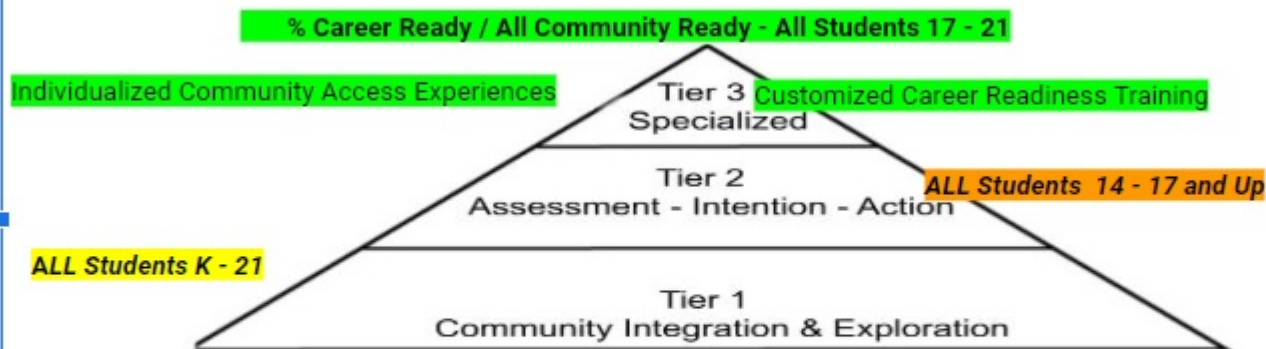 % Career Ready / All Community Ready - All Students 17 - 21
Individualized Community Access Experiences
Tier 3
Specialized
Customized Career Readiness Training
Tier 2
Assessment - Intention - Action
ALL Students 14 - 17 and Up
ALL Students K - 21
Tier 1
Community Integration & Exploration